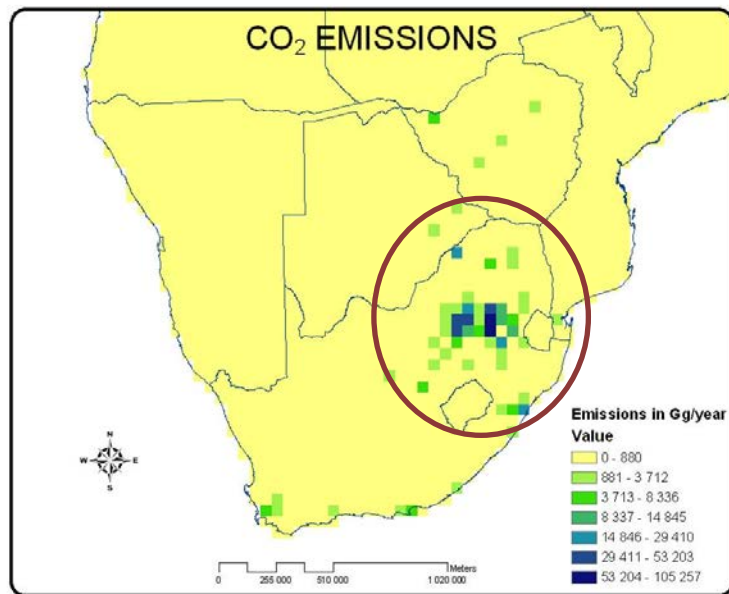 CO₂ EMISSIONS
Emissions in Gg/year
Value
0 - 880
881 - 3 712
3 713 - 8 336
8 337 - 14 845
14 846 - 29 410
29 411 - 53 203
53 204 - 105 257
N
W E
S
Meters
0 255 000 510 000 1 020 000